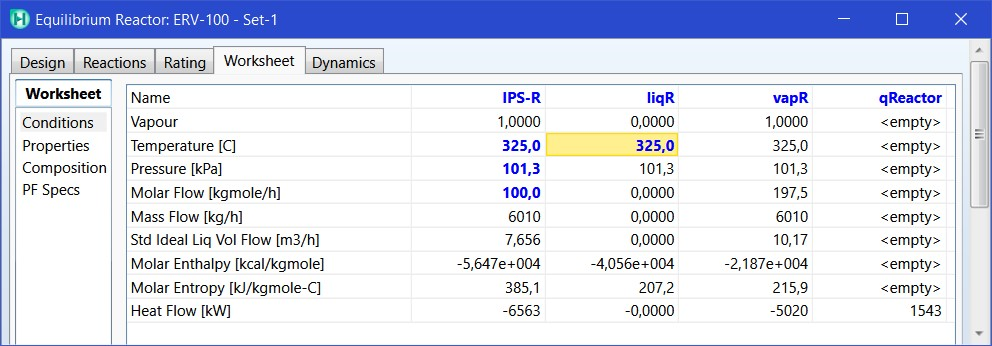 Equilibrium Reactor: ERV-100 - Set-1
Design Reactions Rating Worksheet Dynamics
Worksheet
Conditions
Properties
Composition
PF Specs
Name IPS-R liqR vapR qReactor
Vapour 1,0000 0,0000 1,0000 <empty>
Temperature [C] 325,0 325,0 325,0 <empty>
Pressure [kPa] 101,3 101,3 101,3 <empty>
Molar Flow [kgmole/h] 100,0 0,0000 197,5 <empty>
Mass Flow [kg/h] 6010 0,0000 6010 <empty>
Std Ideal Liq Vol Flow [m3/h] 7,656 0,0000 10,17 <empty>
Molar Enthalpy [kcal/kgmole] -5,647e+004 -4,056e+004 -2,187e+004 <empty>
Molar Entropy [kJ/kgmole-C] 385,1 207,2 215,9 <empty>
Heat Flow [kW] -6563 -0,0000 -5020 1543